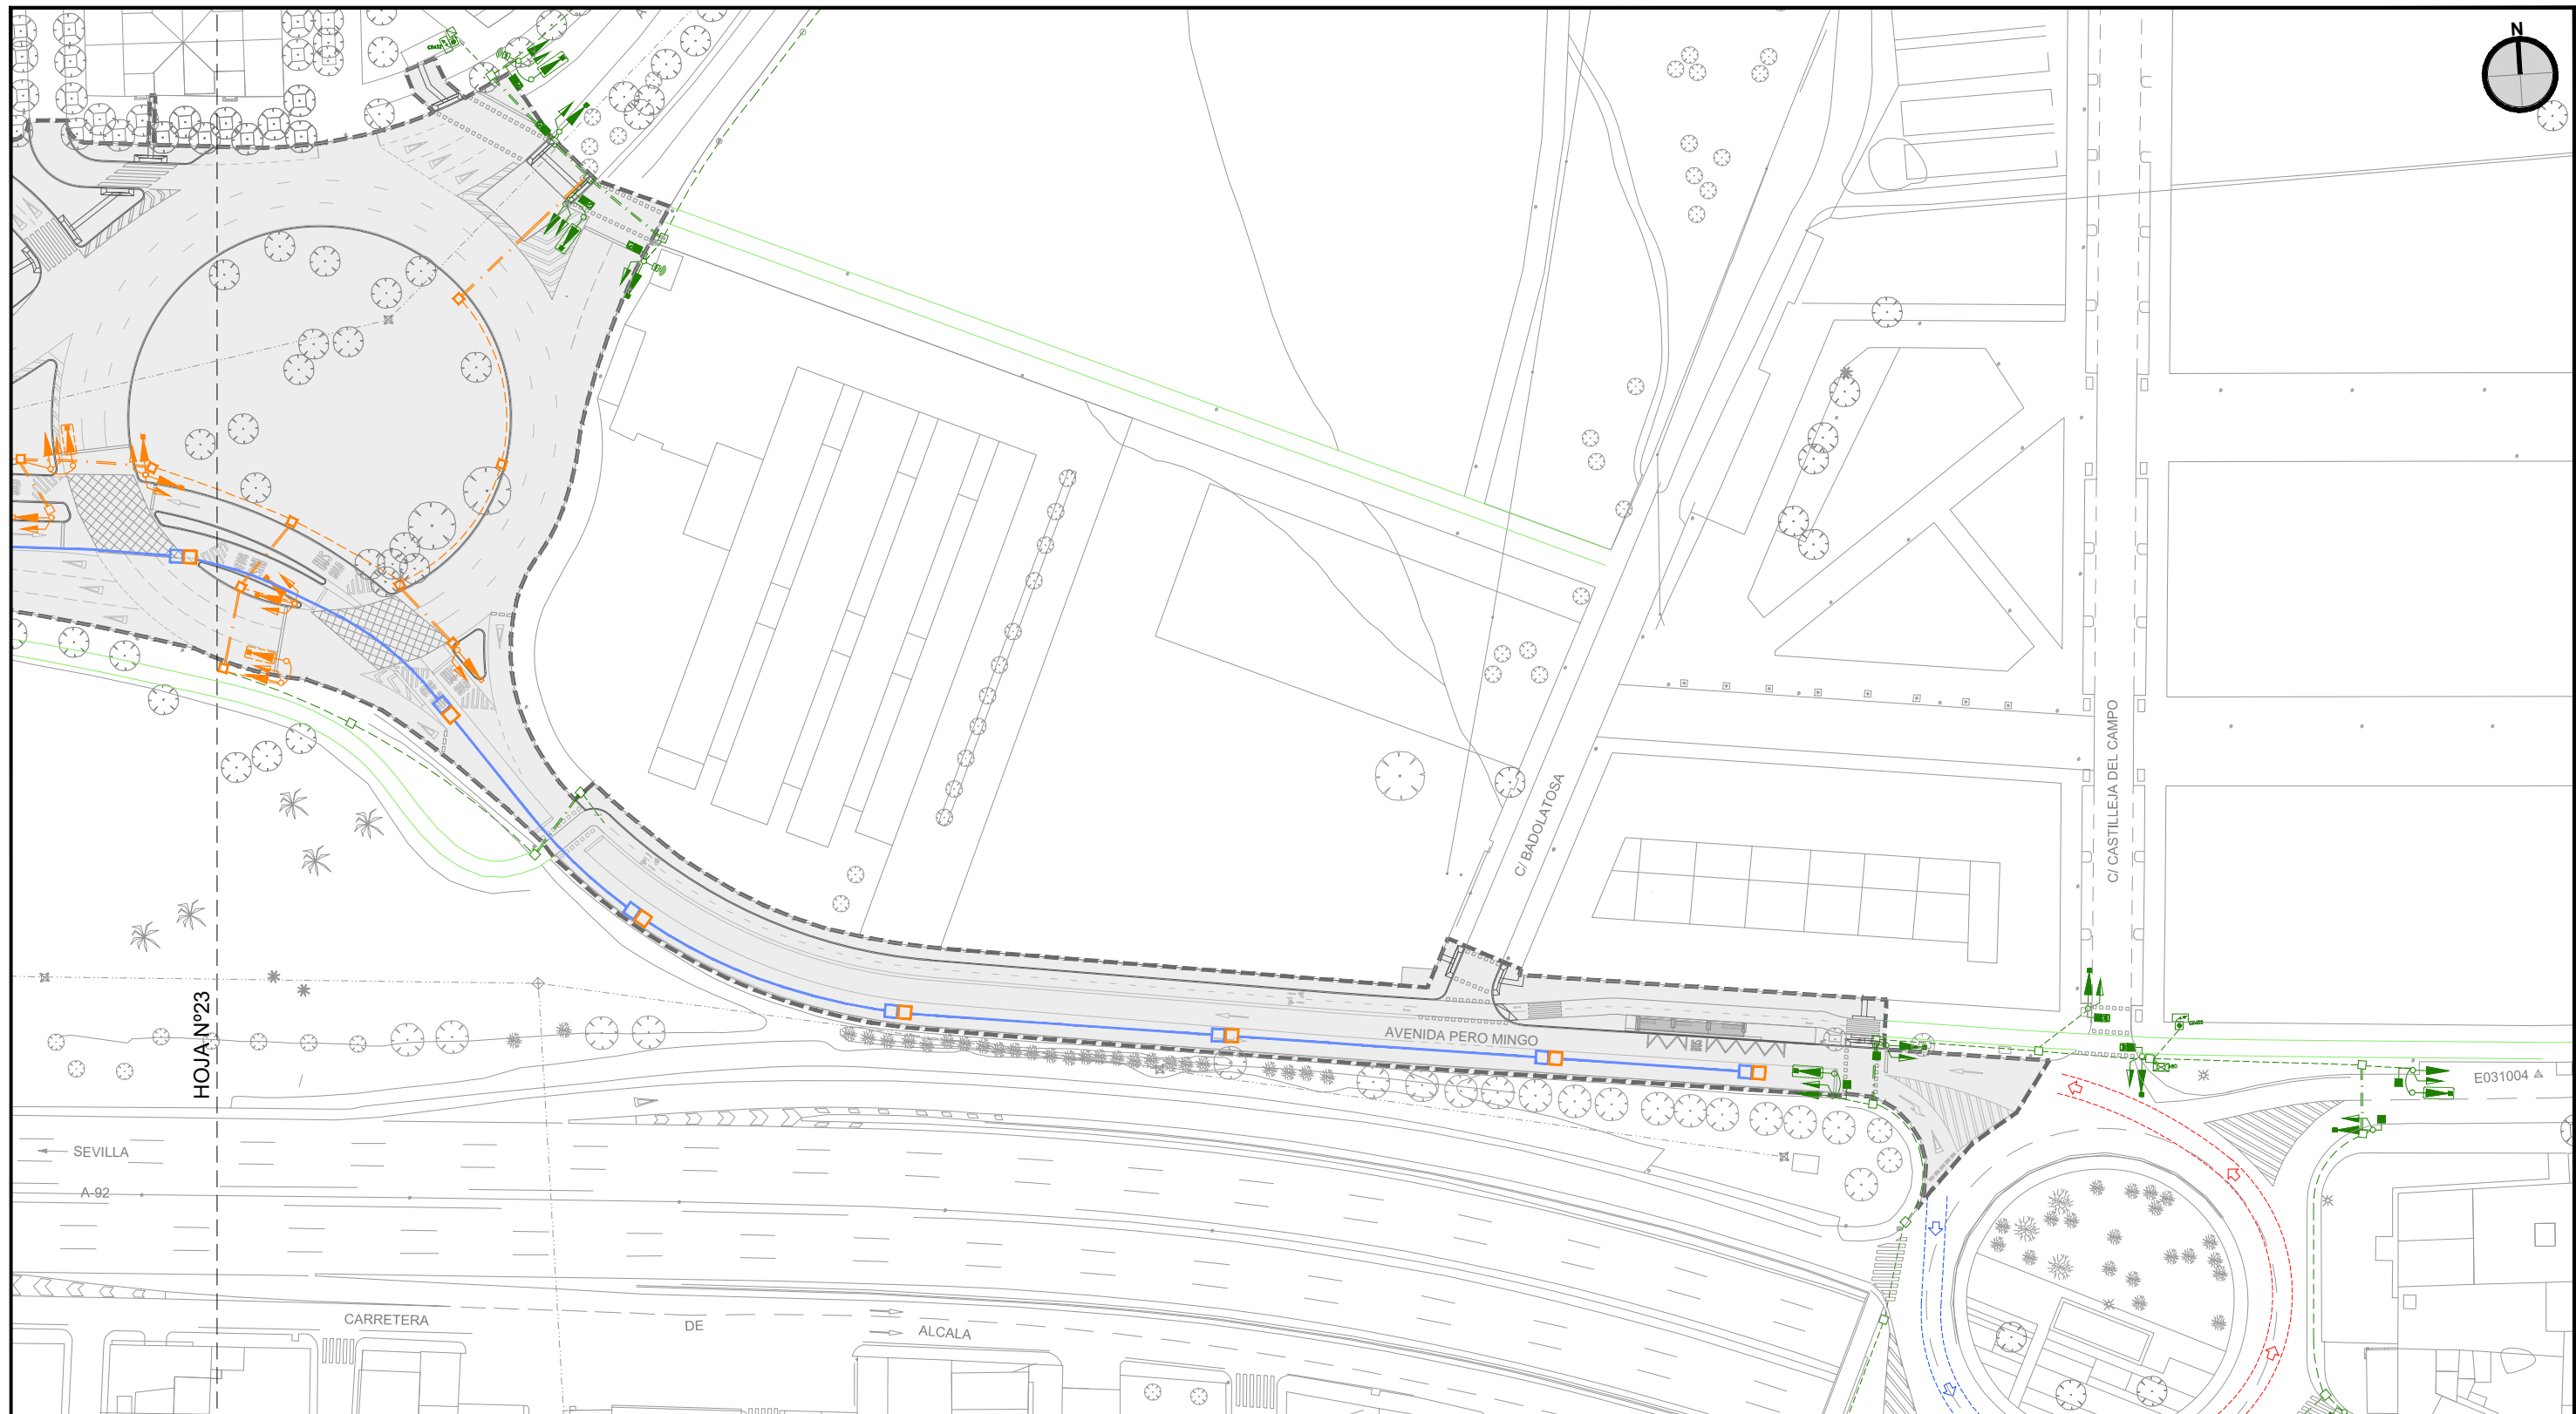 N
C/ CASTILLEJA DEL CAMPO
C/ BADOLATOSA
HOJA Nº23
AVENIDA PERO MINGO
E031004
SEVILLA
A-92
CARRETERA
DE
ALCALA